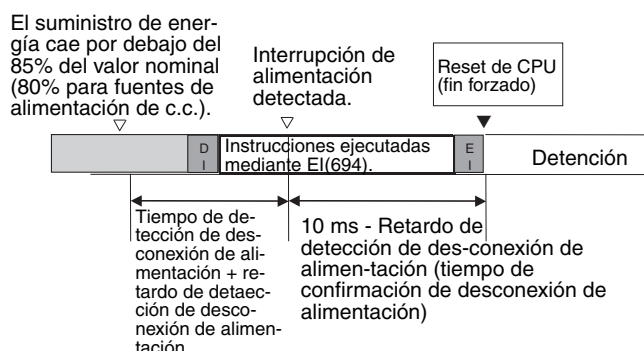 El suministro de ener-
gía cae por debajo del
85% del valor nominal
(80% para fuentes de
alimentación de c.c.).
Interrupción de
alimentación
detectada.
Reset de CPU
(fin forzado)
D
I
Instrucciones ejecutadas
mediante EI(694).
E
I
Detención
Tiempo de de-
tección de des-
conexión de ali-
mentación + re-
tardo de detaec-
ción de desco-
nexión de alimen-
tación
10 ms - Retardo de
detección de des-conexión de
alimen-tación (tiempo de
confirmación de desconexión de
alimentación)